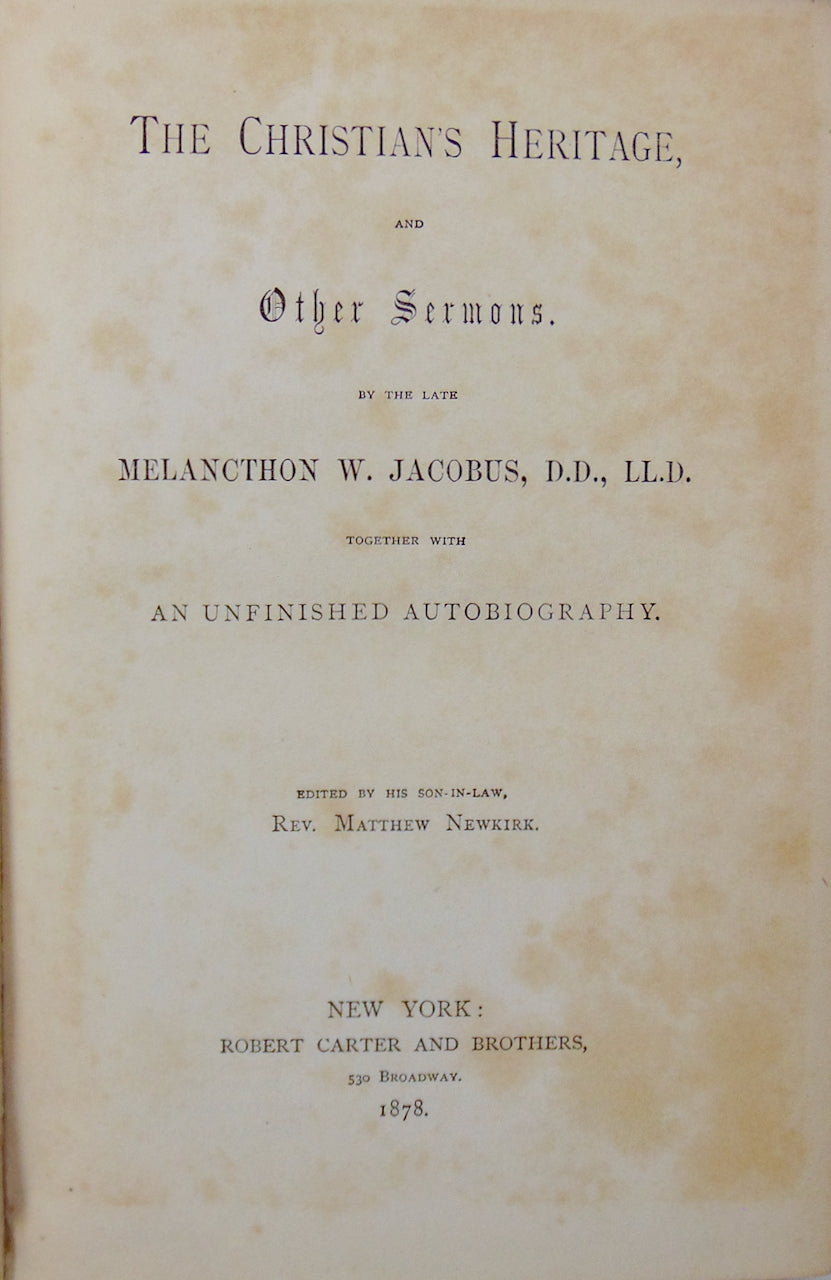 THE CHRISTIAN'S HERITAGE,
AND
Other Sermons.
BY THE LATE
MELANCTHON W. JACOBUS, D.D., LL.D.
TOGETHER WITH
AN UNFINISHED AUTOBIOGRAPHY.
EDITED BY HIS SON-IN-LAW,
REV. MATTHEW NEWKIRK.
NEW YORK:
ROBERT CARTER AND BROTHERS,
530 BROADWAY.
1878.